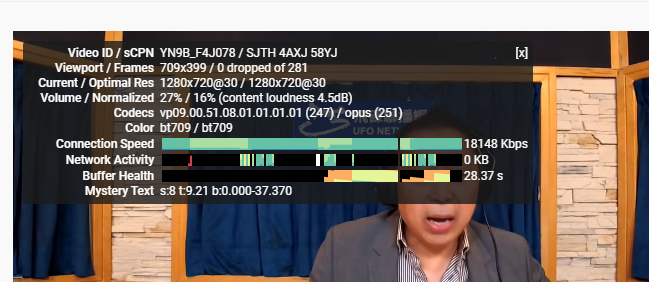 Video ID / sCPN YN9B_F4J078 / SJTH 4AXJ 58YJ [x]
Viewport / Frames 709x399 / 0 dropped of 281
Current / Optimal Res 1280x720@30 / 1280x720@30
Volume / Normalized 27% / 16% (content loudness 4.5dB)
Codecs vp09.00.51.08.01.01.01.01 (247) / opus (251)
Color bt709 / bt709
UFO NET
Connection Speed 18148 Kbps
Network Activity 0 KB
Buffer Health 28.37 s
Mystery Text s:8 t:9.21 b:0.000-37.370